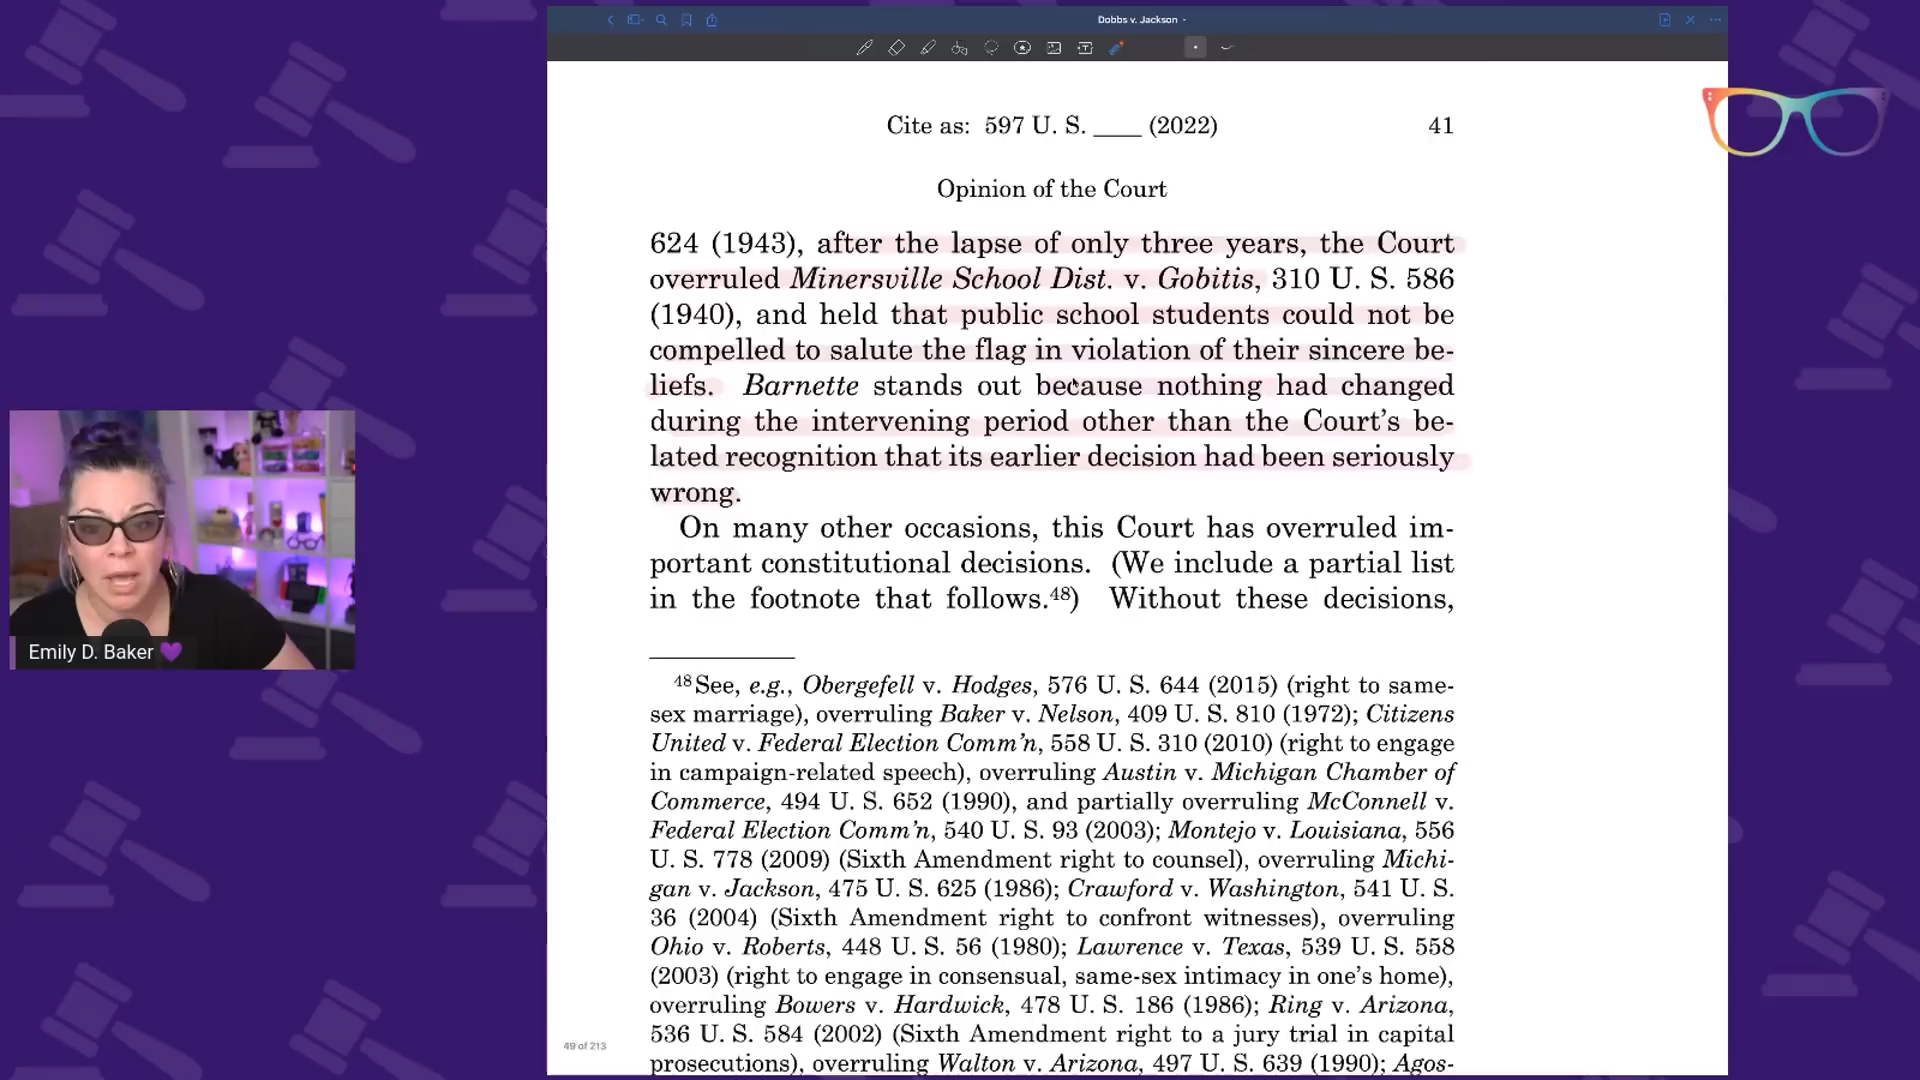 Dobbs v. Jackson
Cite as: 597 U. S. ____ (2022) 41
Opinion of the Court
624 (1943), after the lapse of only three years, the Court
overruled Minersville School Dist. v. Gobitis, 310 U. S. 586
(1940), and held that public school students could not be
compelled to salute the flag in violation of their sincere be-
liefs. Barnette stands out because nothing had changed
during the intervening period other than the Court’s be-
lated recognition that its earlier decision had been seriously
wrong.
On many other occasions, this Court has overruled im-
portant constitutional decisions. (We include a partial list
in the footnote that follows.48) Without these decisions,
48 See, e.g., Obergefell v. Hodges, 576 U. S. 644 (2015) (right to same-
sex marriage), overruling Baker v. Nelson, 409 U. S. 810 (1972); Citizens
United v. Federal Election Comm’n, 558 U. S. 310 (2010) (right to engage
in campaign-related speech), overruling Austin v. Michigan Chamber of
Commerce, 494 U. S. 652 (1990), and partially overruling McConnell v.
Federal Election Comm’n, 540 U. S. 93 (2003); Montejo v. Louisiana, 556
U. S. 778 (2009) (Sixth Amendment right to counsel), overruling Michi-
gan v. Jackson, 475 U. S. 625 (1986); Crawford v. Washington, 541 U. S.
36 (2004) (Sixth Amendment right to confront witnesses), overruling
Ohio v. Roberts, 448 U. S. 56 (1980); Lawrence v. Texas, 539 U. S. 558
(2003) (right to engage in consensual, same-sex intimacy in one’s home),
overruling Bowers v. Hardwick, 478 U. S. 186 (1986); Ring v. Arizona,
536 U. S. 584 (2002) (Sixth Amendment right to a jury trial in capital
prosecutions), overruling Walton v. Arizona, 497 U. S. 639 (1990); Agos-
49 of 213
Emily D. Baker 💜